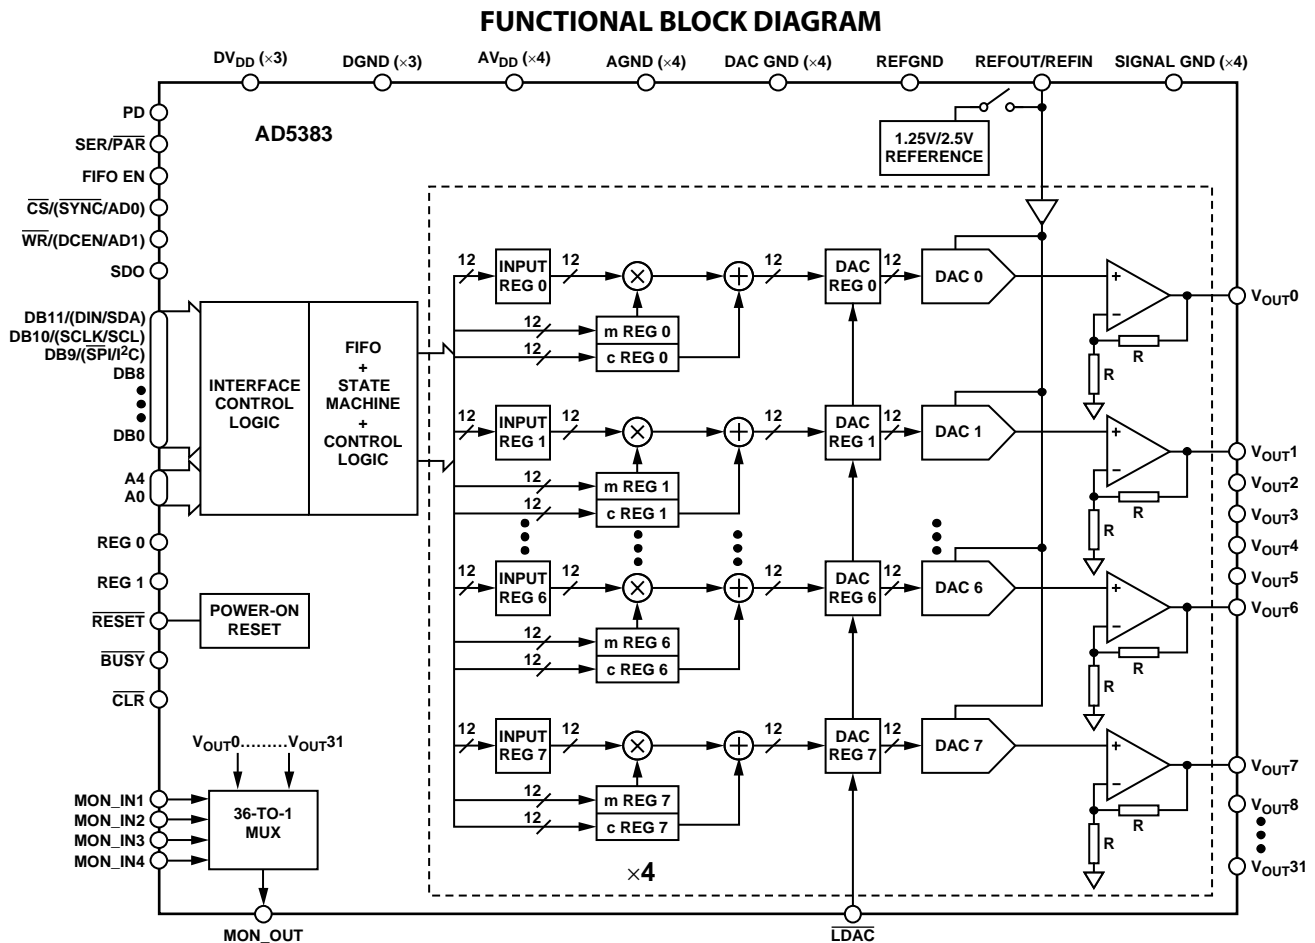 FUNCTIONAL BLOCK DIAGRAM
DVDD (×3)
DGND (×3)
AVDD (×4)
AGND (×4)
DAC GND (×4)
REFGND
REFOUT/REFIN
SIGNAL GND (×4)
PD
SER/PAR
FIFO EN
CS/(SYNC/AD0)
WR/(DCEN/AD1)
SDO
DB11/(DIN/SDA)
DB10/(SCLK/SCL)
DB9/(SPI/I2C)
DB8
DB0
A4
A0
REG 0
REG 1
RESET
BUSY
CLR
AD5383
1.25V/2.5V
REFERENCE
INTERFACE
CONTROL
LOGIC
FIFO
+
STATE
MACHINE
+
CONTROL
LOGIC
POWER-ON
RESET
VOUT0.........VOUT31
MON_IN1
MON_IN2
MON_IN3
MON_IN4
36-TO-1
MUX
MON_OUT
12
INPUT
REG 0
12
×
+
12
DAC
REG 0
12
DAC 0
+
−
R
R
VOUT0
12
m REG 0
12
c REG 0
12
INPUT
REG 1
12
×
+
12
DAC
REG 1
12
DAC 1
+
−
R
R
VOUT1
12
m REG 1
12
c REG 1
VOUT2
VOUT3
VOUT4
VOUT5
12
INPUT
REG 6
12
×
+
12
DAC
REG 6
12
DAC 6
+
−
R
R
VOUT6
12
m REG 6
12
c REG 6
12
INPUT
REG 7
12
×
+
12
DAC
REG 7
12
DAC 7
+
−
R
R
VOUT7
12
m REG 7
12
c REG 7
VOUT8
VOUT31
×4
LDAC